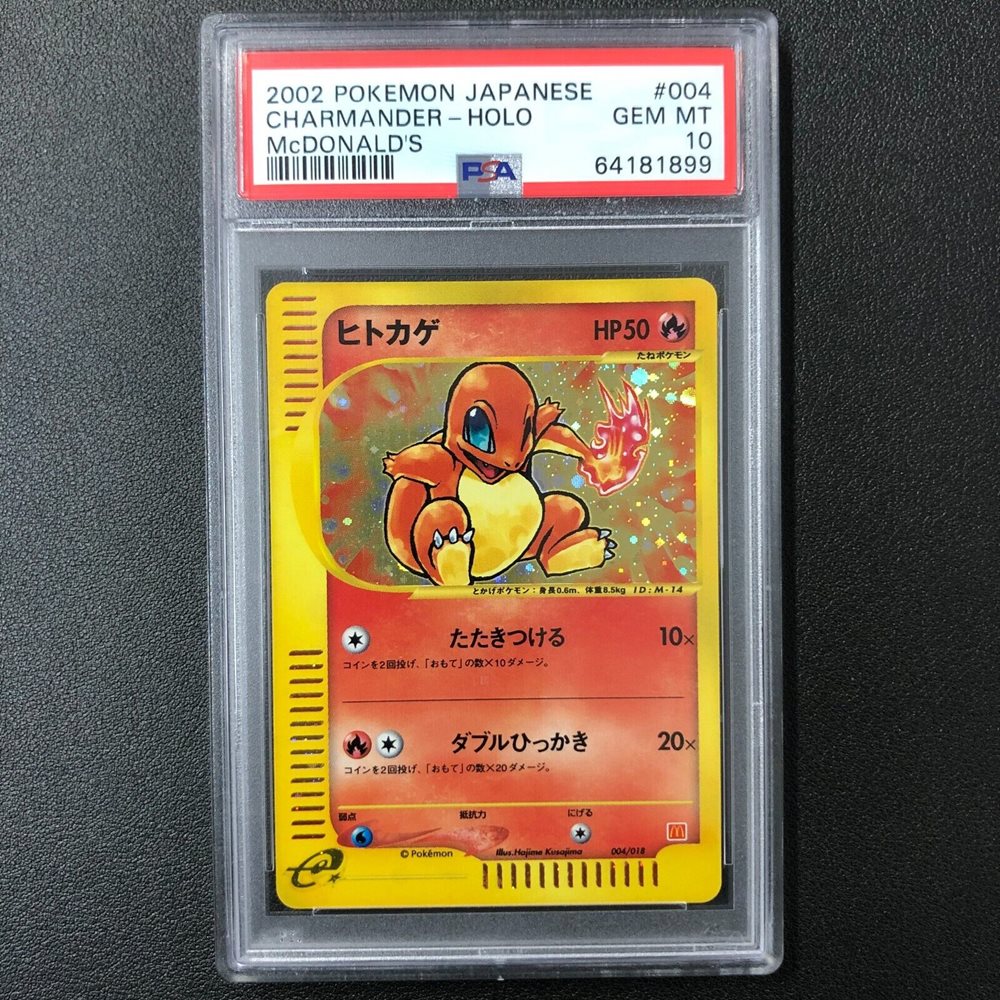 2002 POKEMON JAPANESE #004
CHARMANDER - HOLO GEM MT
McDONALD'S 10
PSA 64181899
ヒトカゲ HP50
たねポケモン
とかげポケモン:身長0.6m、体重8.5kg ID:M-14
たたきつける 10×
コインを2回投げ、「おもて」の数×10ダメージ。
ダブルひっかき 20×
コインを2回投げ、「おもて」の数×20ダメージ。
弱点 抵抗力 にげる
© Pokémon Illus.Hajime Kusajima 004/018
e